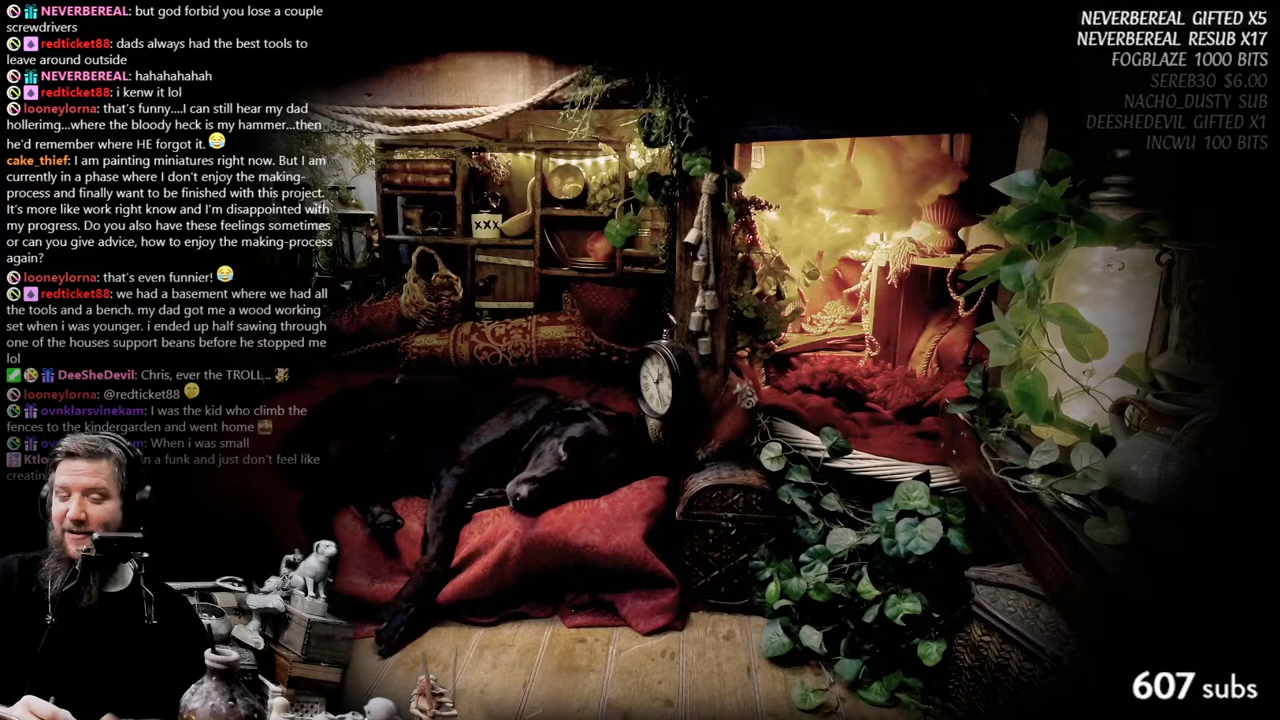 NEVERBEREAL: but god forbid you lose a couple
screwdrivers
redticket88: dads always had the best tools to
leave around outside
NEVERBEREAL: hahahahahah
redticket88: i kenw it lol
looneylorna: that's funny....I can still hear my dad
hollerimg...where the bloody heck is my hammer...then
he'd remember where HE forgot it.
cake_thief: I am painting miniatures right now. But I am
currently in a phase where I don't enjoy the making-
process and finally want to be finished with this project.
It's more like work right know and I'm disappointed with
my progress. Do you also have these feelings sometimes
or can you give advice, how to enjoy the making-process
again?
looneylorna: that's even funnier!
redticket88: we had a basement where we had all
the tools and a bench. my dad got me a wood working
set when i was younger. i ended up half sawing through
one of the houses support beans before he stopped me
lol
DeeSheDevil: Chris, ever the TROLL...
looneylorna: @redticket88
ovnklarsvinekam: I was the kid who climb the
fences to the kindergarden and went home
: When i was small
in a funk and just don't feel like
NEVERBEREAL GIFTED X5
NEVERBEREAL RESUB X17
FOGBLAZE 1000 BITS
SEREB30 $6.00
NACHO_DUSTY SUB
DEESHEDEVIL GIFTED X1
INCWU 100 BITS
XXX
607 subs